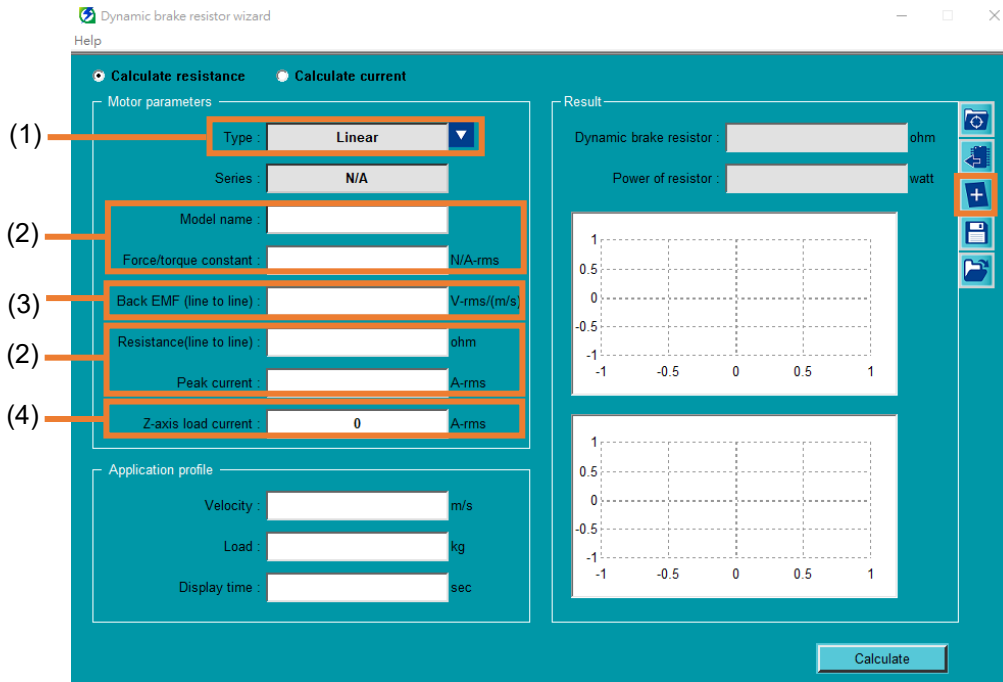 Dynamic brake resistor wizard
Help
Calculate resistance Calculate current
Motor parameters
(1)
Type : Linear
Series : N/A
(2)
Model name :
Force/torque constant : N/A-rms
(3)
Back EMF (line to line) : V-rms/(m/s)
(2)
Resistance(line to line) : ohm
Peak current : A-rms
(4)
Z-axis load current : 0 A-rms
Application profile
Velocity : m/s
Load : kg
Display time : sec
Result
Dynamic brake resistor : ohm
Power of resistor : watt
1
0.5
0
-0.5
-1
-1 -0.5 0 0.5 1
1
0.5
0
-0.5
-1
-1 -0.5 0 0.5 1
Calculate